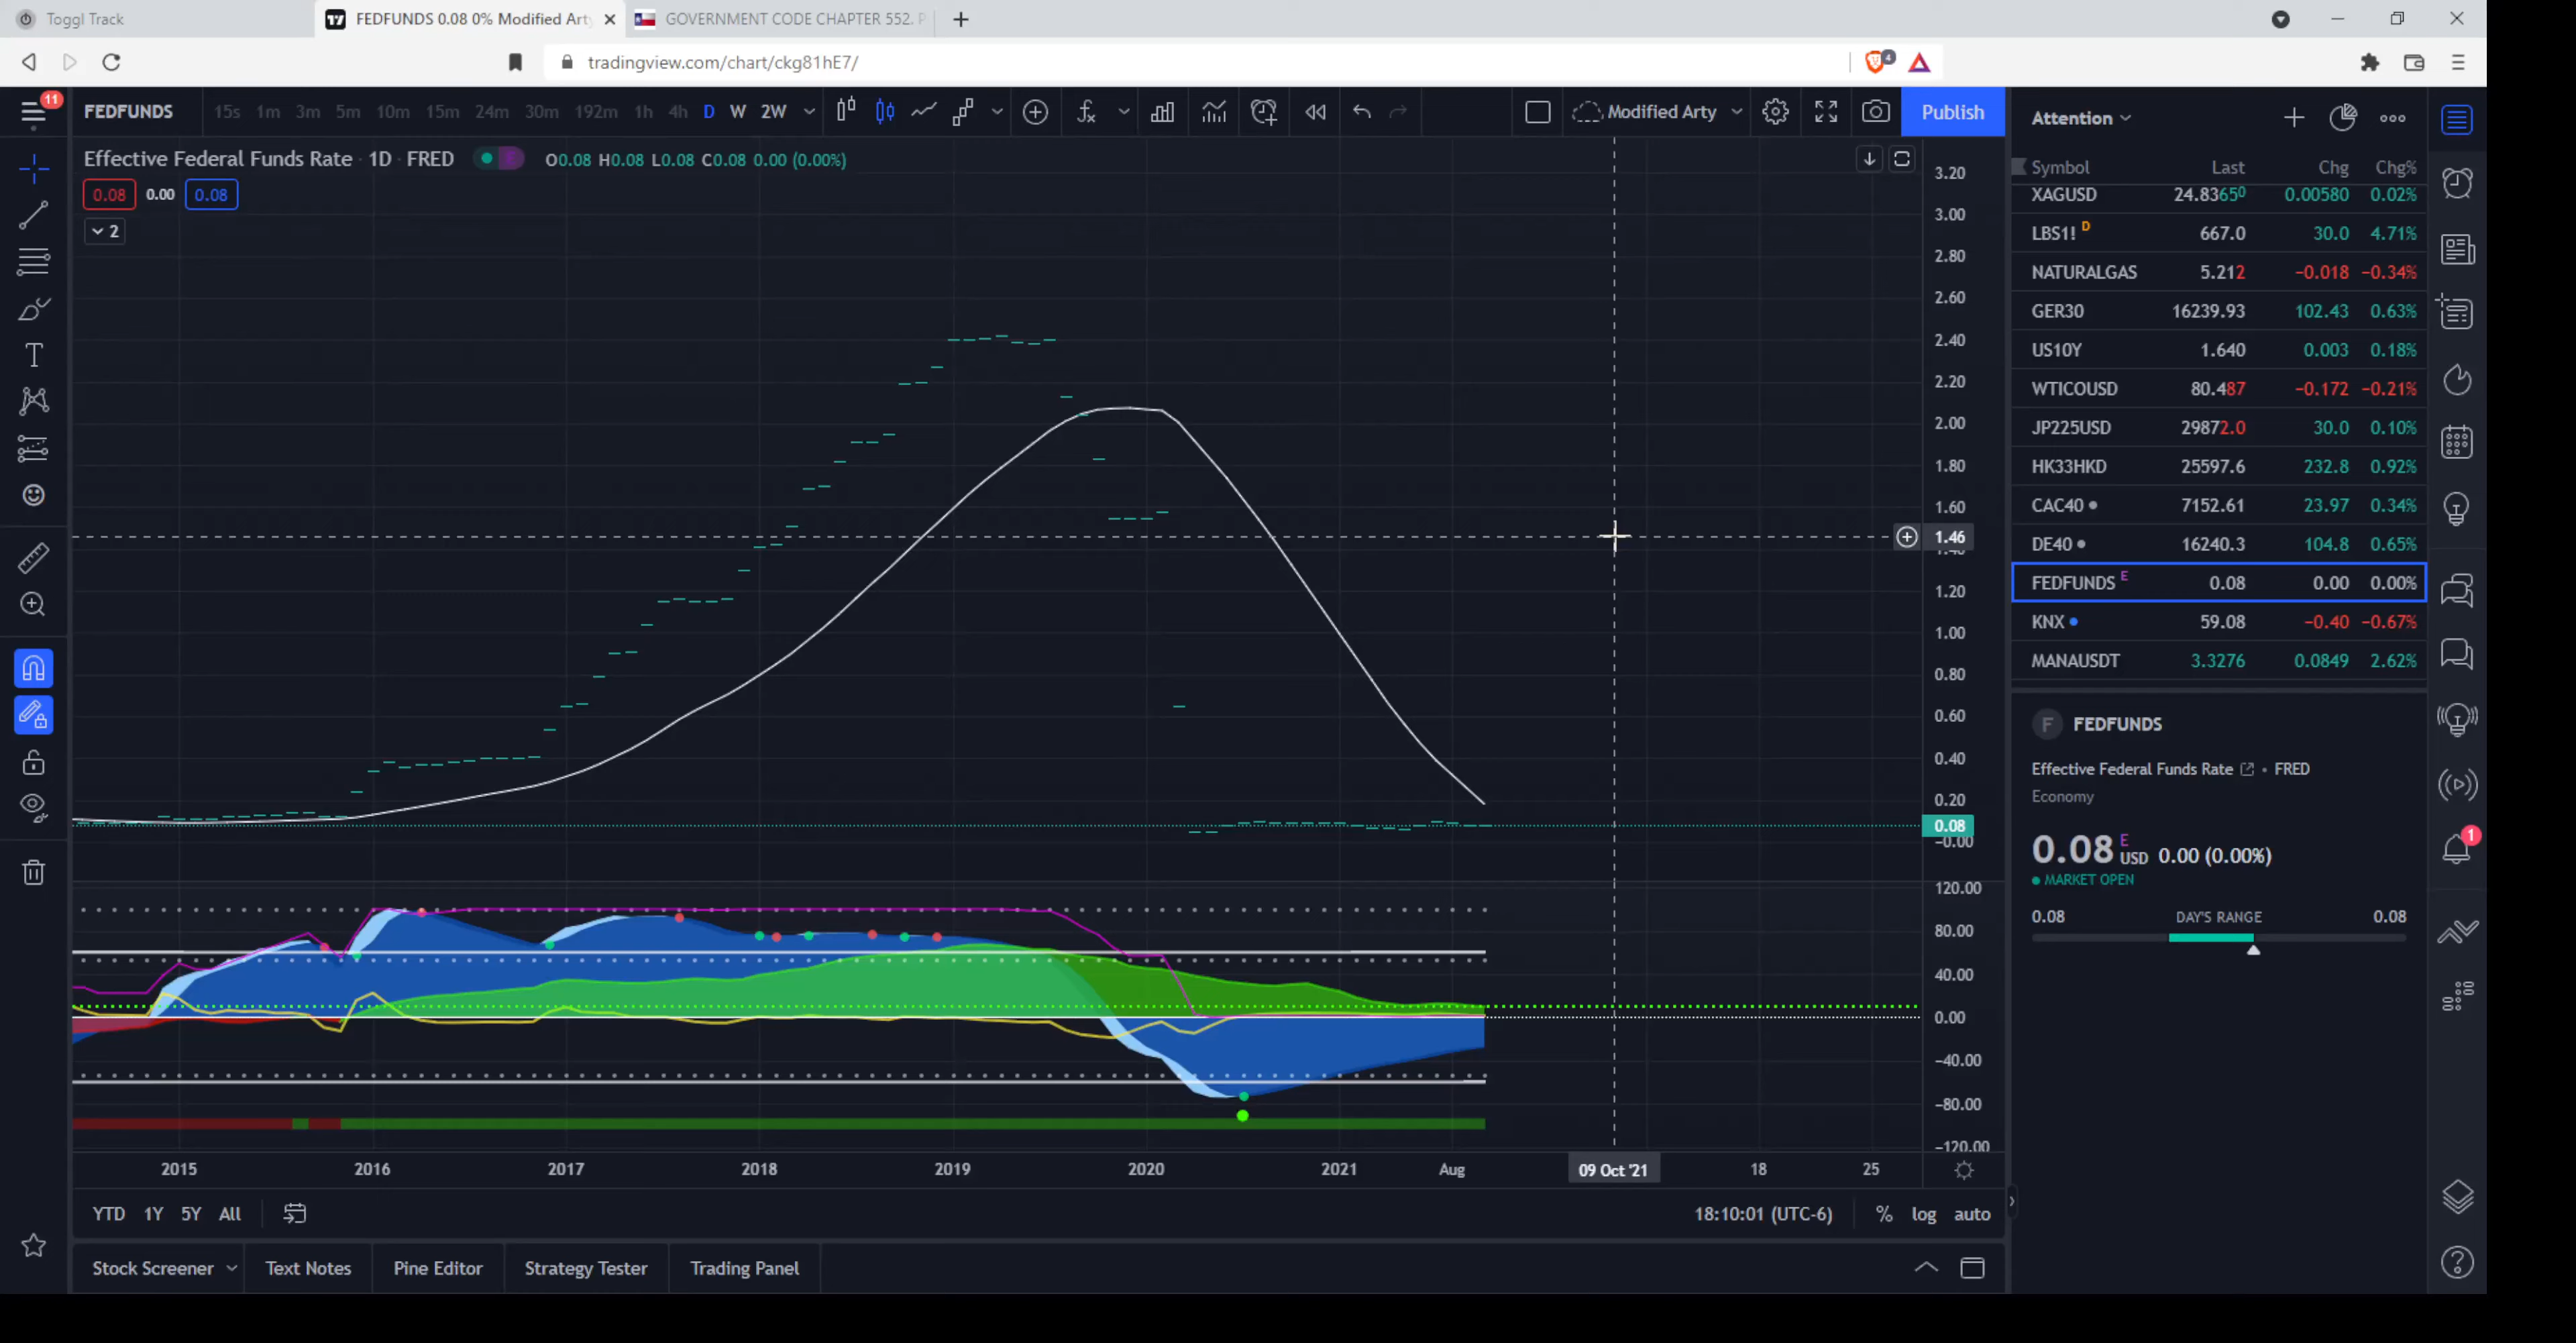 Toggl Track
FEDFUNDS 0.08 0% Modified Arty
GOVERNMENT CODE CHAPTER 552. P
tradingview.com/chart/ckg81hE7/
4
11
FEDFUNDS 15s 1m 3m 5m 10m 15m 24m 30m 192m 1h 4h D W 2W
Modified Arty
Publish
Effective Federal Funds Rate · 1D · FRED
O0.08 H0.08 L0.08 C0.08 0.00 (0.00%)
0.08 0.00 0.08
2
3.20
3.00
2.80
2.60
2.40
2.20
2.00
1.80
1.60
1.46
1.20
1.00
0.80
0.60
0.40
0.20
0.08
−0.00
120.00
80.00
40.00
0.00
−40.00
−80.00
−120.00
2015 2016 2017 2018 2019 2020 2021 Aug 09 Oct '21 18 25
YTD 1Y 5Y All
18:10:01 (UTC-6) % log auto
Stock Screener Text Notes Pine Editor Strategy Tester Trading Panel
Attention
Symbol Last Chg Chg%
XAGUSD 24.83650 0.00580 0.02%
LBS1! D 667.0 30.0 4.71%
NATURALGAS 5.212 −0.018 −0.34%
GER30 16239.93 102.43 0.63%
US10Y 1.640 0.003 0.18%
WTICOUSD 80.487 −0.172 −0.21%
JP225USD 29872.0 30.0 0.10%
HK33HKD 25597.6 232.8 0.92%
CAC40 7152.61 23.97 0.34%
DE40 16240.3 104.8 0.65%
FEDFUNDS E 0.08 0.00 0.00%
KNX 59.08 −0.40 −0.67%
MANAUSDT 3.3276 0.0849 2.62%
F FEDFUNDS
Effective Federal Funds Rate • FRED
Economy
0.08 E USD 0.00 (0.00%)
MARKET OPEN
0.08 DAY'S RANGE 0.08
1